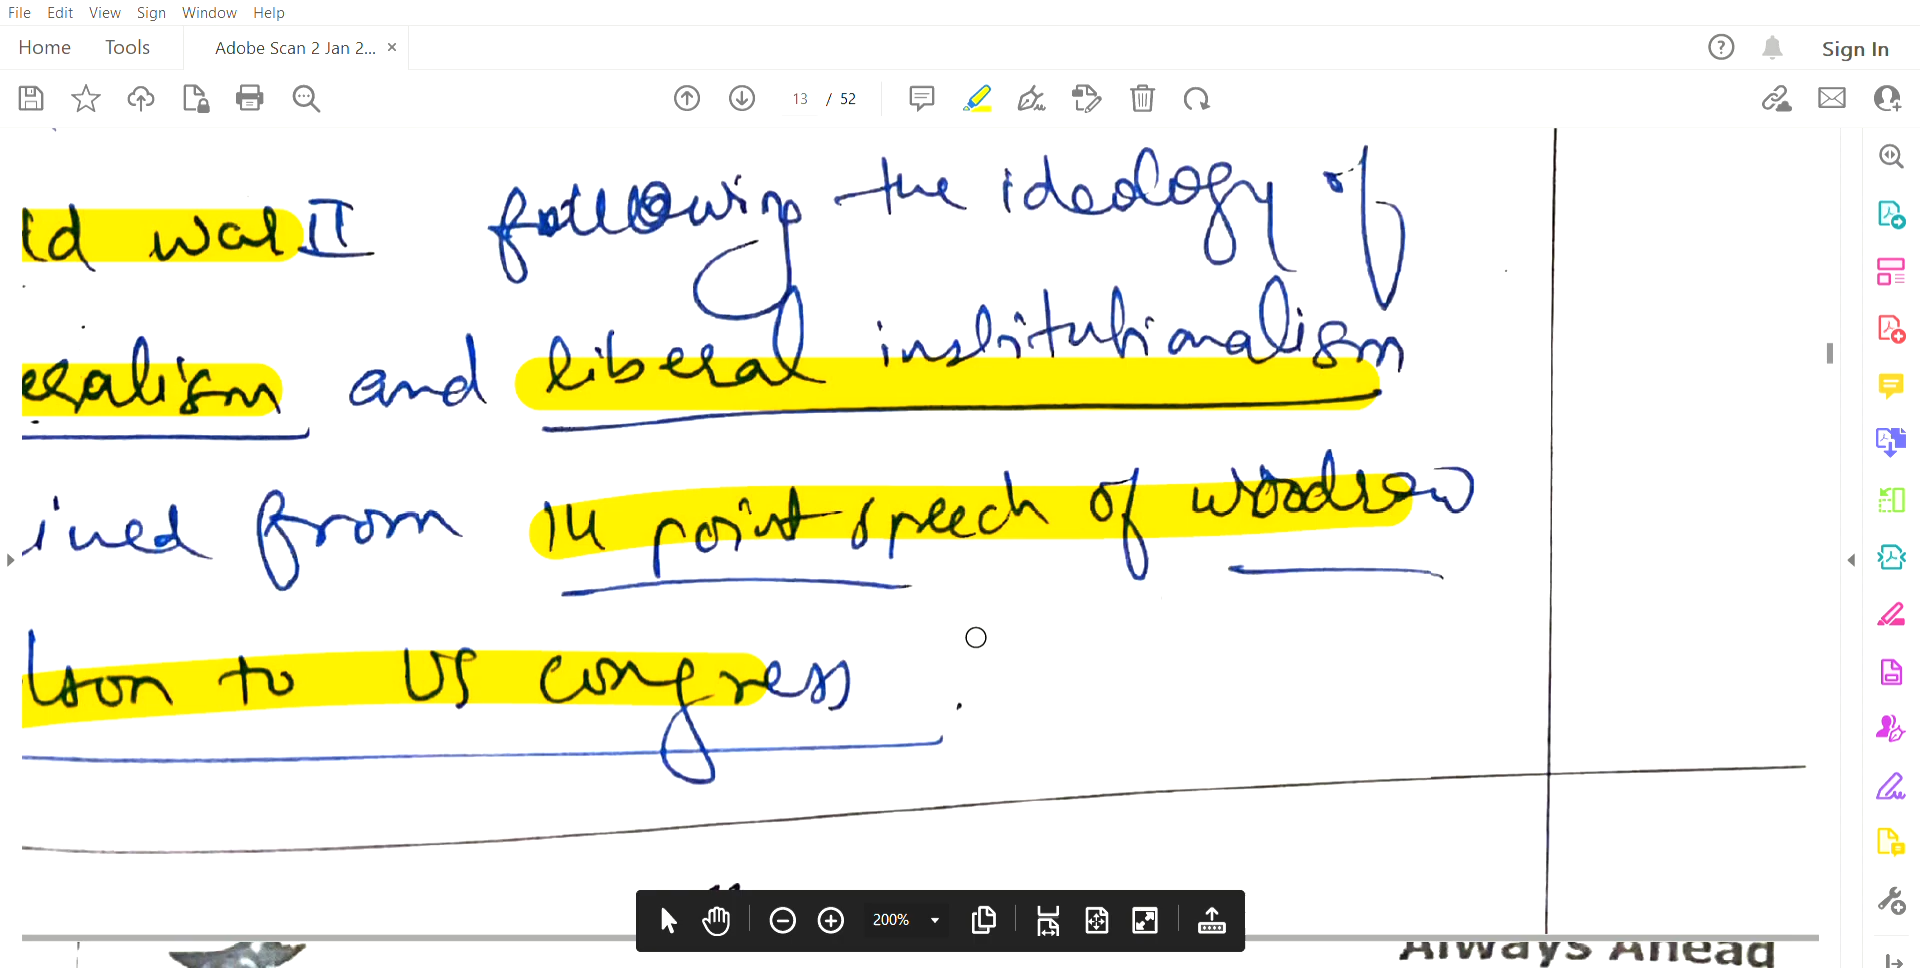 File Edit View Sign Window Help
Home Tools Adobe Scan 2 Jan 2... × Sign In
13 / 52
ld war II following the ideology of
eralism and liberal institutionalism
ined from 14 point speech of woodrow
lson to US congress.
200%
Always Ahead